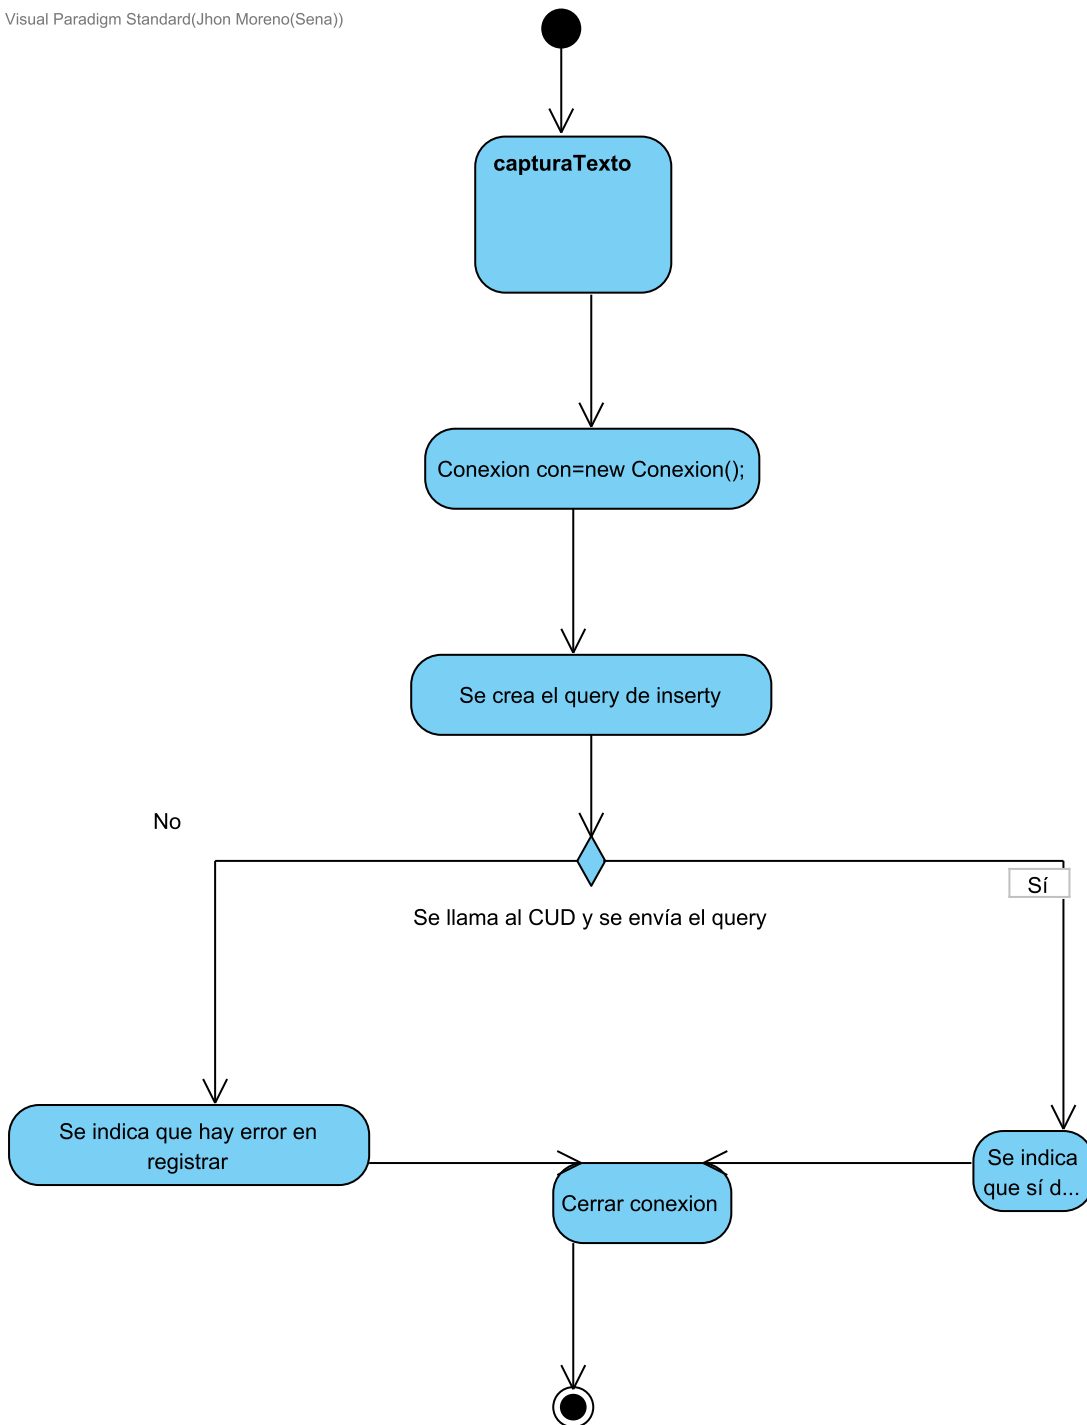 Visual Paradigm Standard(Jhon Moreno(Sena))
capturaTexto
Conexion con=new Conexion();
Se crea el query de inserty
No
Sí
Se llama al CUD y se envía el query
Se indica que hay error en
registrar
Se indica
que sí d...
Cerrar conexion